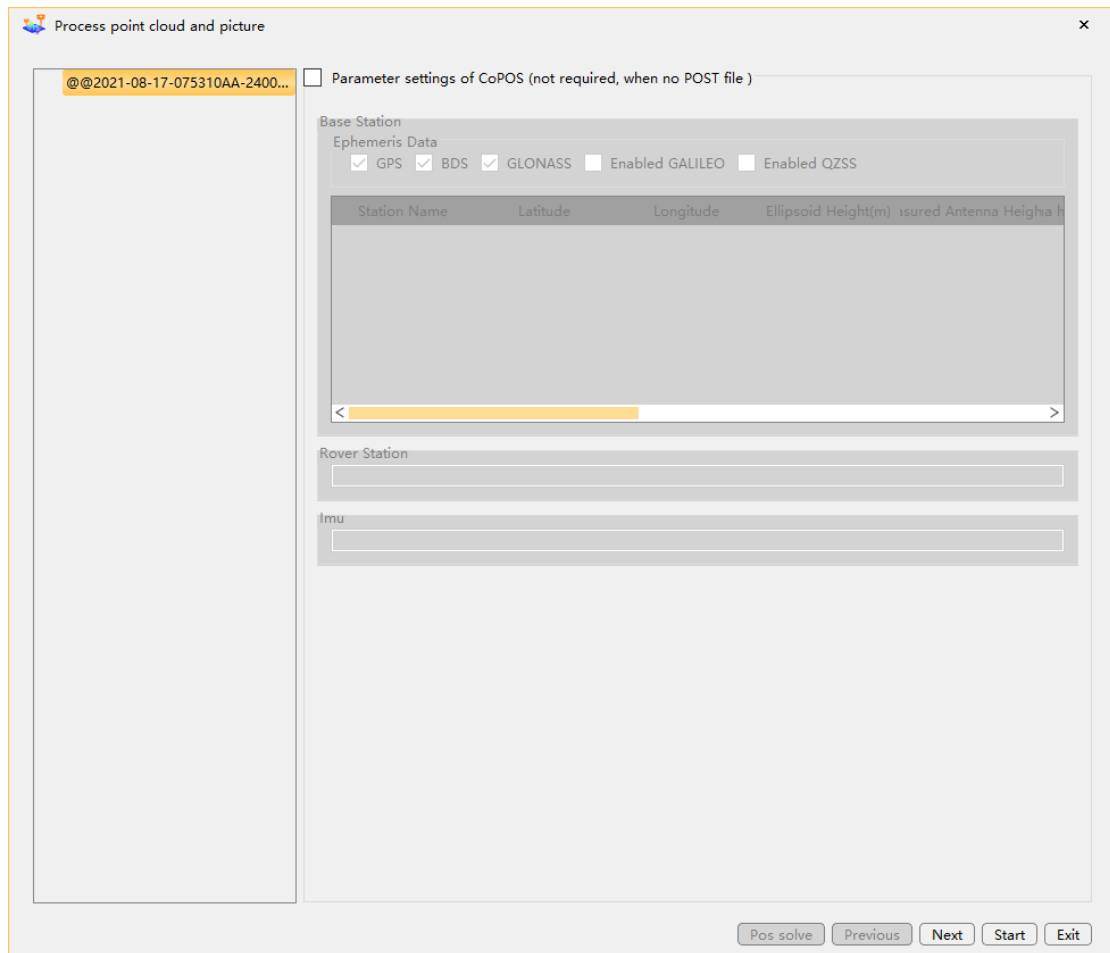 Process point cloud and picture
@@2021-08-17-075310AA-2400...
Parameter settings of CoPOS (not required, when no POST file )
Base Station
Ephemeris Data
GPS BDS GLONASS Enabled GALILEO Enabled QZSS
Station Name Latitude Longitude Ellipsoid Height(m) Antenna
Rover Station
Imu
Pos solve Previous Next Start Exit